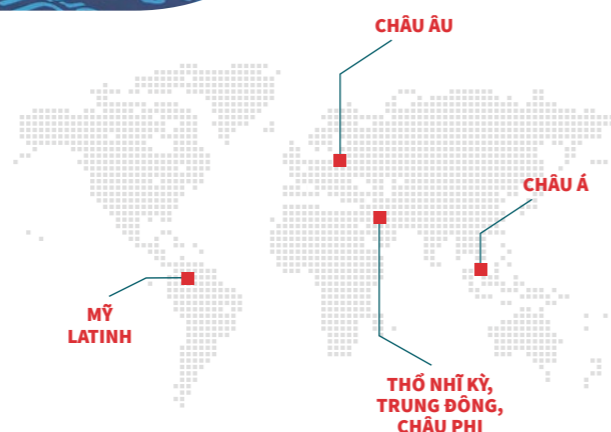 CHÂU ÂU
CHÂU Á
MỸ
LATINH
THỔ NHĨ KỲ,
TRUNG ĐÔNG,
CHÂU PHI